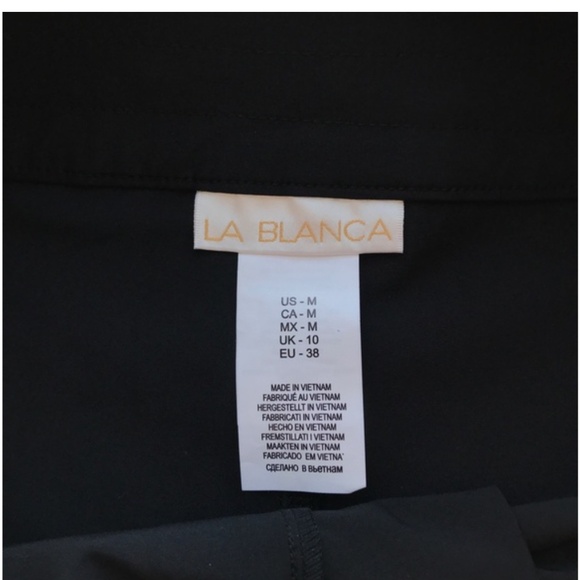 LA BLANCA
US - M
CA - M
MX - M
UK - 10
EU - 38
MADE IN VIETNAM
FABRIQUÉ AU VIETNAM
HERGESTELLT IN VIETNAM
FABBRICATI IN VIETNAM
HECHO EN VIETNAM
FREMSTILLATI I VIETNAM
MAAKTEN IN VIETNAM
FABRICADO EM VIETNA
СДЕЛАНО В Вьетнам